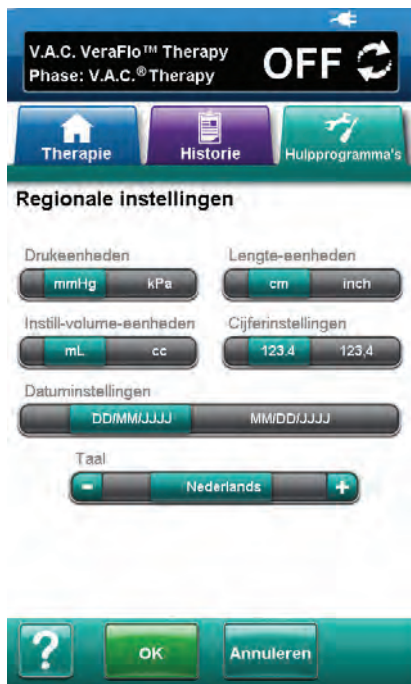 V.A.C. VeraFlo™ Therapy
Phase: V.A.C.® Therapy
OFF
Therapie Historie Hulpprogramma's
Regionale instellingen
Drukeenheden Lengte-eenheden
mmHg kPa cm inch
Instill-volume-eenheden Cijferinstellingen
mL cc 123.4 123,4
Datuminstellingen
DD/MM/JJJJ MM/DD/JJJJ
Taal
- Nederlands +
? OK Annuleren